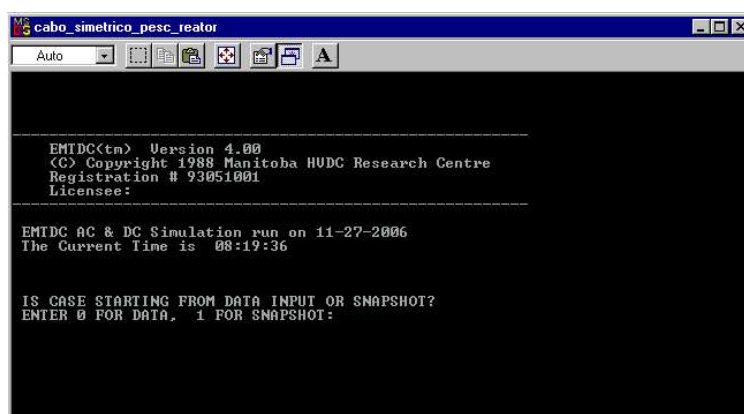 cabo_simetrico_pesc_reator
Auto
A
EMTDC(tm) Version 4.00
(C) Copyright 1988 Manitoba HVDC Research Centre
Registration # 93051001
Licensee:
EMTDC AC & DC Simulation run on 11-27-2006
The Current Time is 08:19:36
IS CASE STARTING FROM DATA INPUT OR SNAPSHOT?
ENTER 0 FOR DATA, 1 FOR SNAPSHOT: